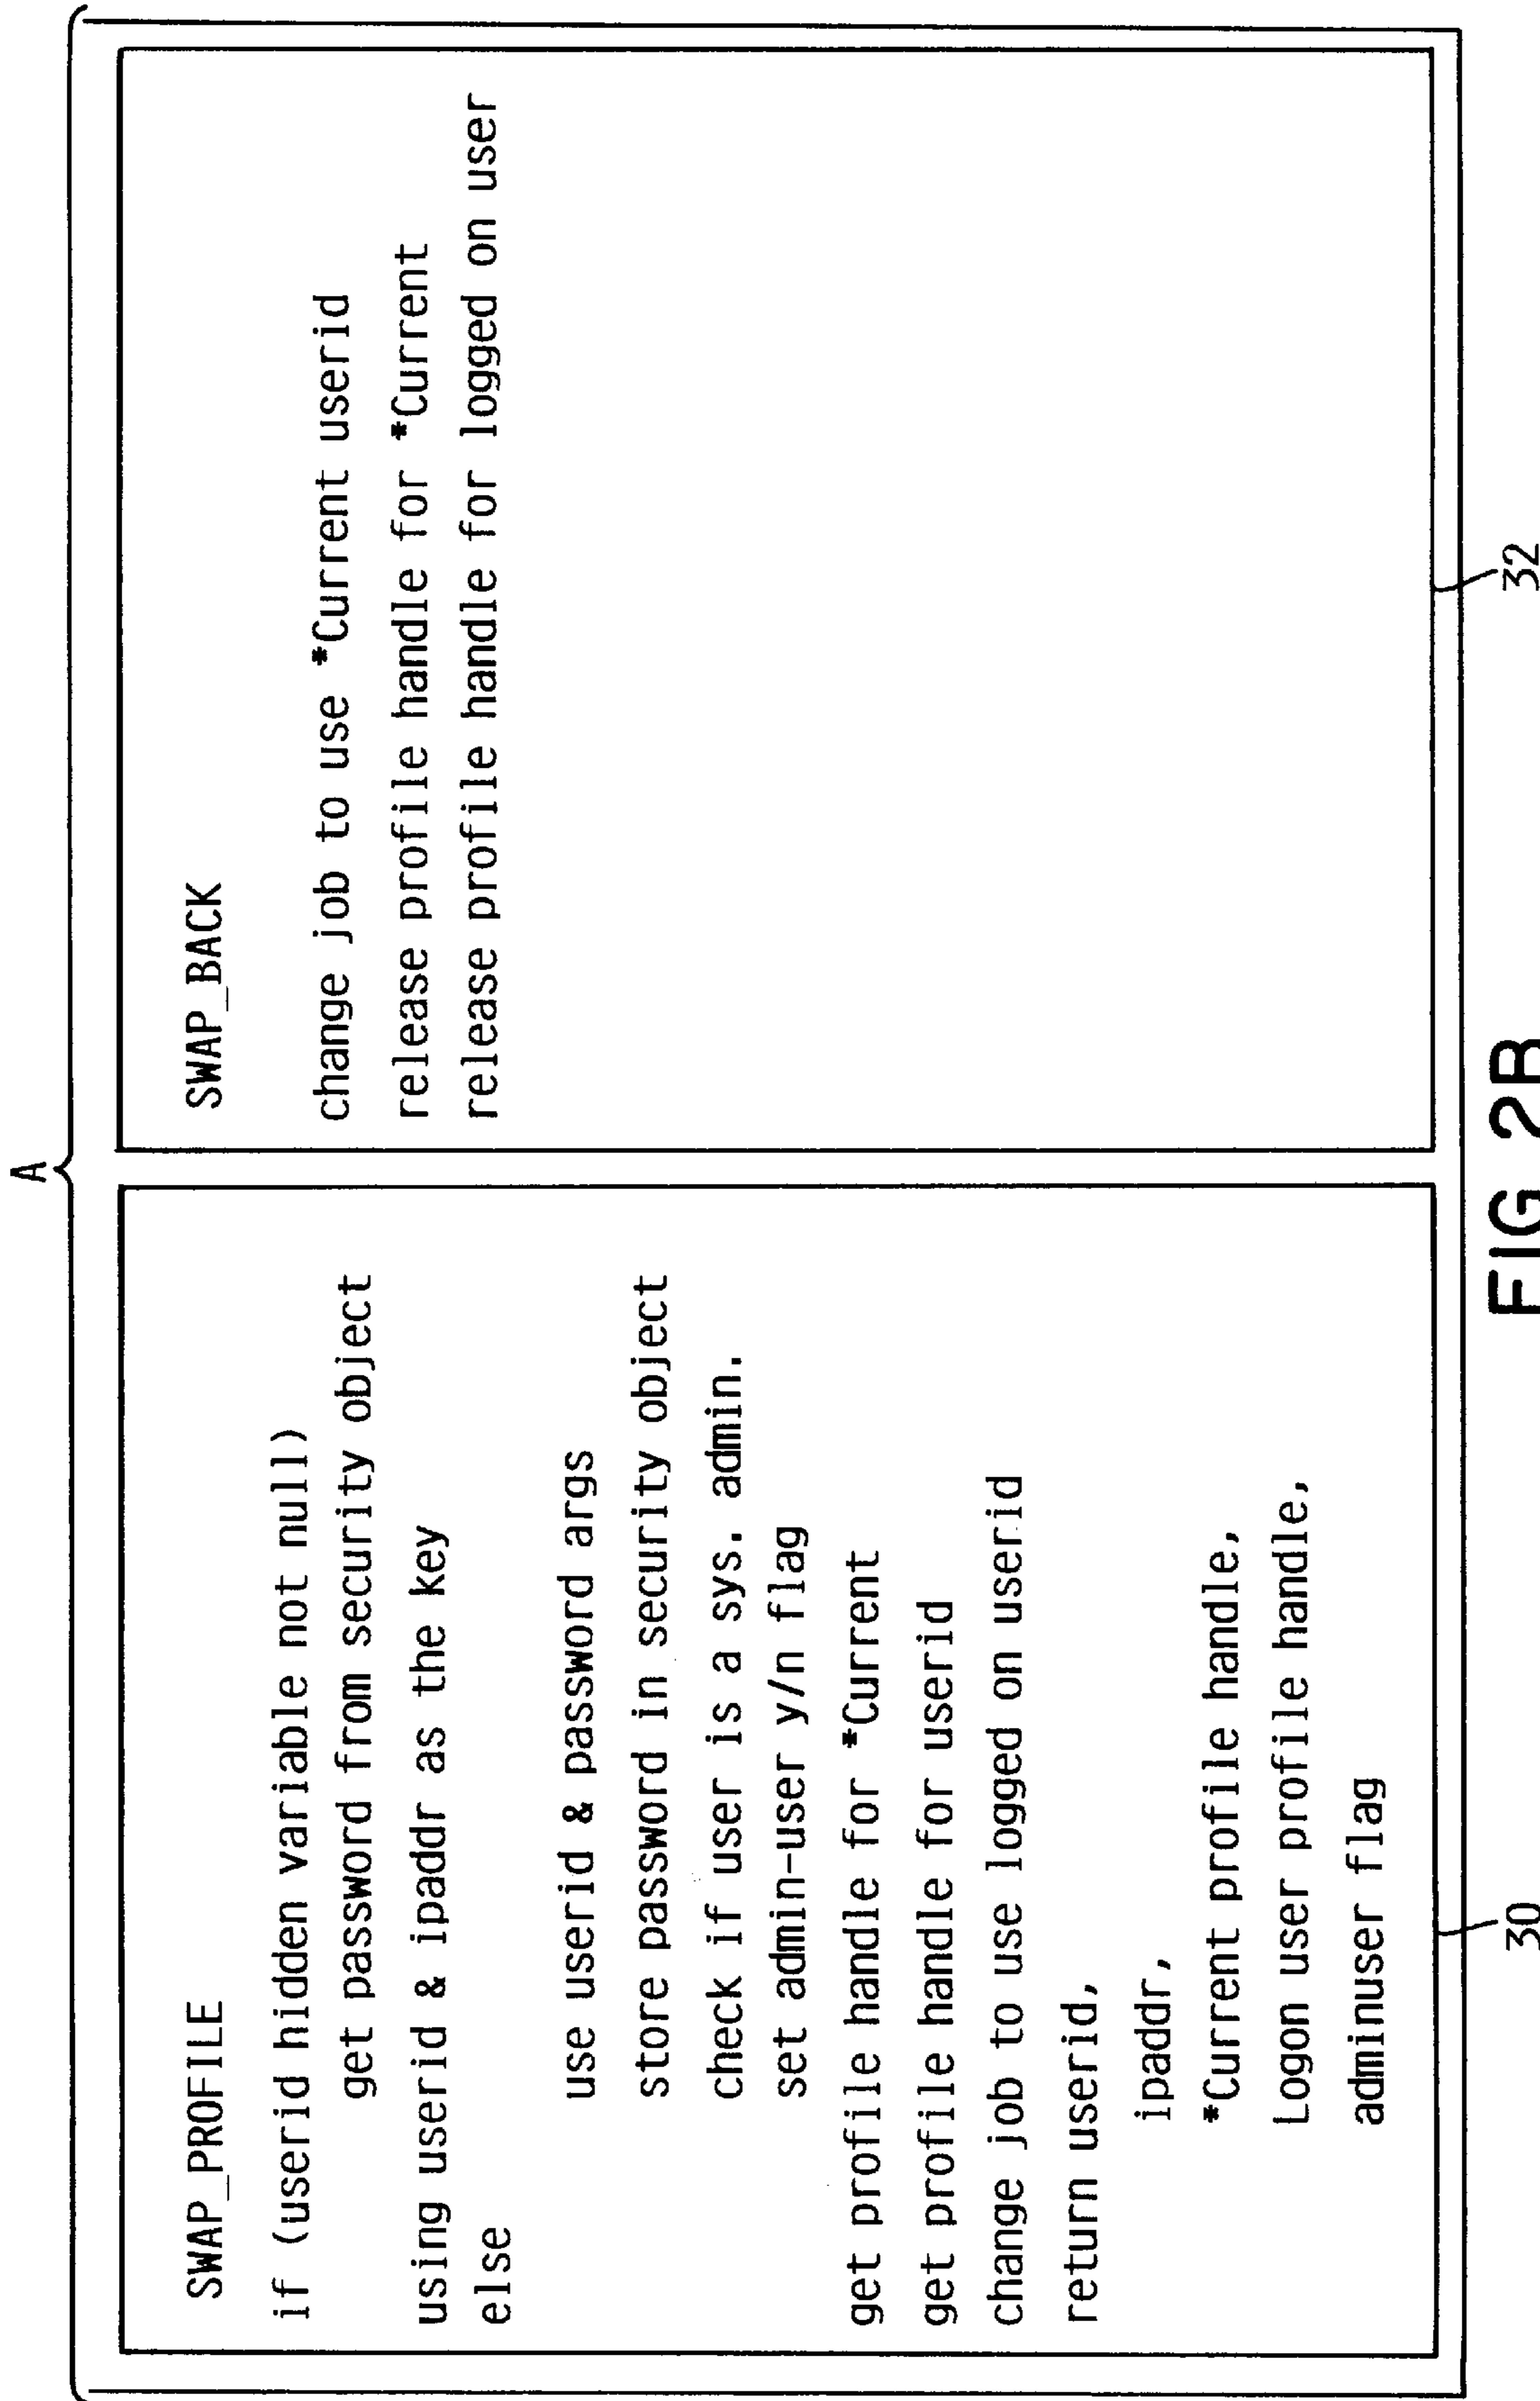 A
SWAP_PROFILE
if (userid hidden variable not null)
get password from security object
using userid & ipaddr as the key
else
use userid & password args
store password in security object
check if user is a sys. admin.
set admin-user y/n flag
get profile handle for *Current
get profile handle for userid
change job to use logged on userid
return userid,
ipaddr,
*Current profile handle,
Logon user profile handle,
adminuser flag
30
SWAP_BACK
change job to use *Current userid
release profile handle for *Current
release profile handle for logged on user
32
FIG 2B